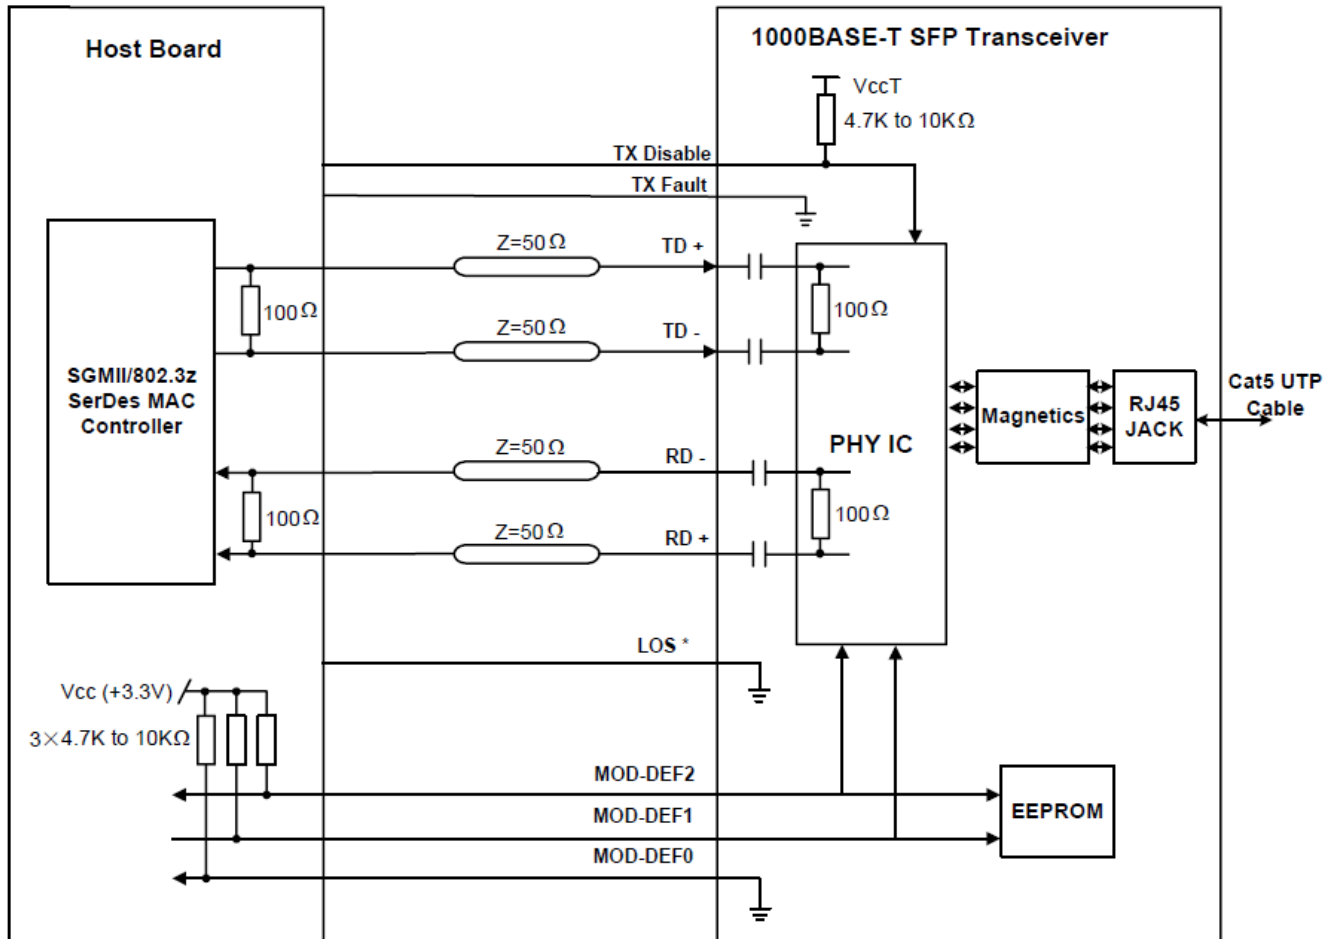 Host Board
1000BASE-T SFP Transceiver
VccT
4.7K to 10KΩ
TX Disable
TX Fault
Z=50Ω
TD +
100Ω
100Ω
Z=50Ω
TD -
SGMII/802.3z
SerDes MAC
Controller
Cat5 UTP
Cable
Magnetics
RJ45
JACK
PHY IC
Z=50Ω
RD -
100Ω
100Ω
Z=50Ω
RD +
LOS *
Vcc (+3.3V)
3×4.7K to 10KΩ
MOD-DEF2
MOD-DEF1
EEPROM
MOD-DEF0